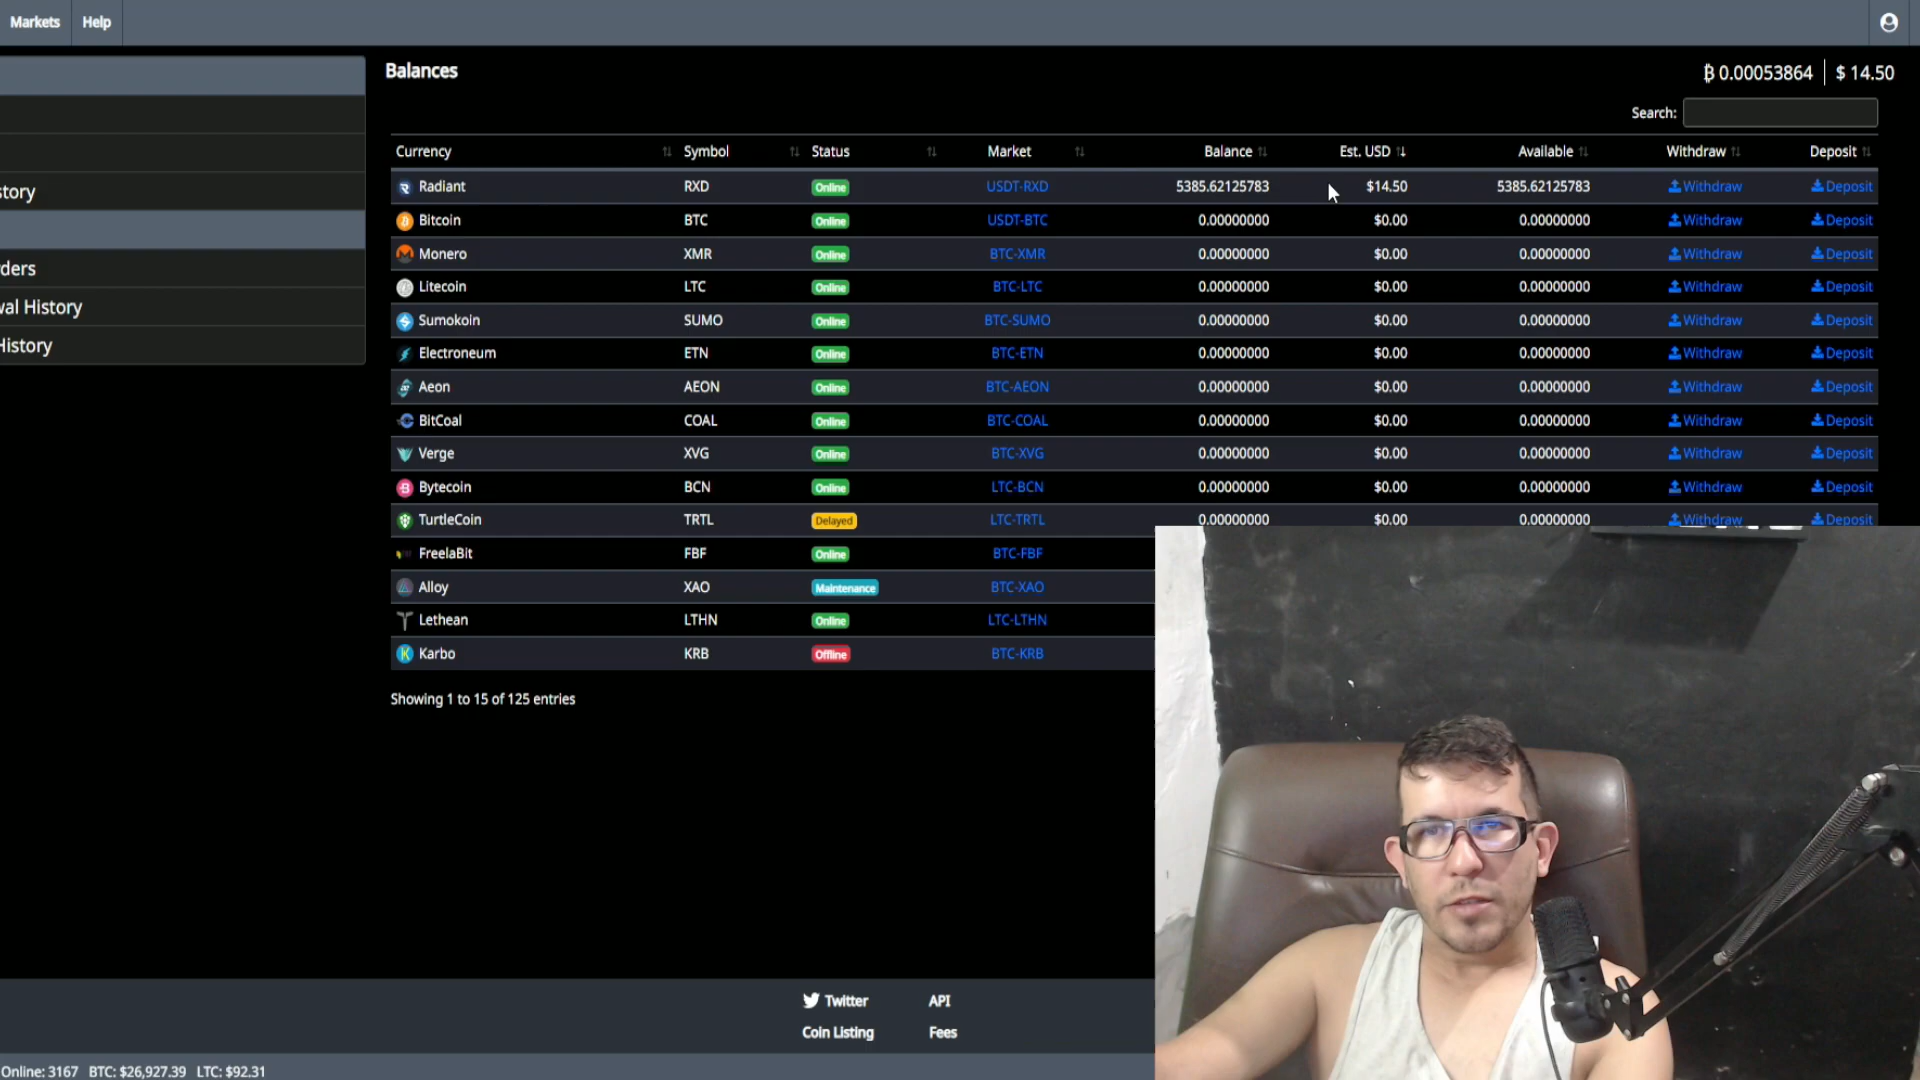 Markets Help
Balances
₿ 0.00053864 $ 14.50
Search:
Currency Symbol Status Market Balance Est. USD Available Withdraw Deposit
Radiant RXD Online USDT-RXD 5385.62125783 $14.50 5385.62125783 Withdraw Deposit
Bitcoin BTC Online USDT-BTC 0.00000000 $0.00 0.00000000 Withdraw Deposit
Monero XMR Online BTC-XMR 0.00000000 $0.00 0.00000000 Withdraw Deposit
Litecoin LTC Online BTC-LTC 0.00000000 $0.00 0.00000000 Withdraw Deposit
Sumokoin SUMO Online BTC-SUMO 0.00000000 $0.00 0.00000000 Withdraw Deposit
Electroneum ETN Online BTC-ETN 0.00000000 $0.00 0.00000000 Withdraw Deposit
Aeon AEON Online BTC-AEON 0.00000000 $0.00 0.00000000 Withdraw Deposit
BitCoal COAL Online BTC-COAL 0.00000000 $0.00 0.00000000 Withdraw Deposit
Verge XVG Online BTC-XVG 0.00000000 $0.00 0.00000000 Withdraw Deposit
Bytecoin BCN Online LTC-BCN 0.00000000 $0.00 0.00000000 Withdraw Deposit
TurtleCoin TRTL Delayed LTC-TRTL 0.00000000 $0.00 0.00000000 Withdraw Deposit
FreelaBit FBF Online BTC-FBF
Alloy XAO Maintenance BTC-XAO
Lethean LTHN Online LTC-LTHN
Karbo KRB Offline BTC-KRB
Showing 1 to 15 of 125 entries
story
ders
val History
History
Twitter API
Coin Listing Fees
Online: 3167 BTC: $26,927.39 LTC: $92.31